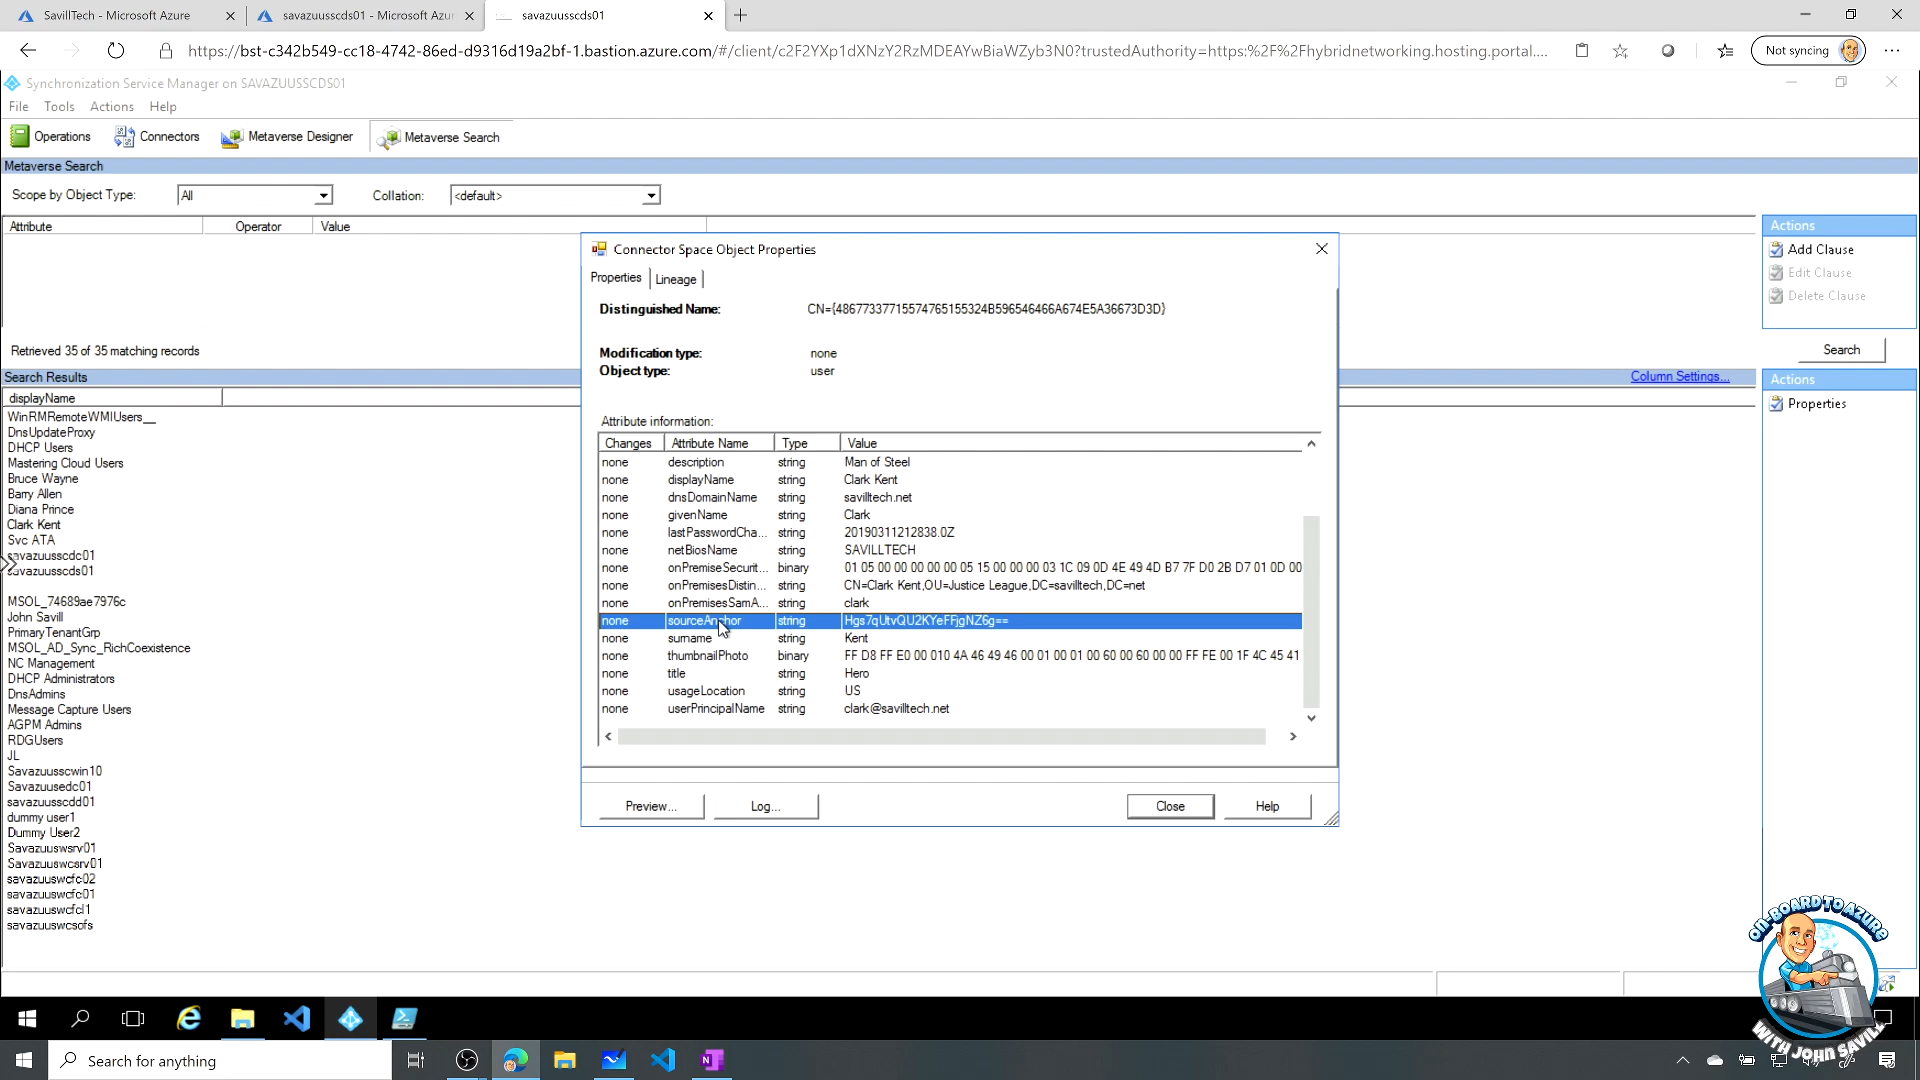 SavillTech - Microsoft Azure
savazuusscds01 - Microsoft Azur
savazuusscds01
https://bst-c342b549-cc18-4742-86ed-d9316d19a2bf-1.bastion.azure.com/#/client/c2F2YXp1dXNzY2RzMDEAYwBiaWZyb3N0?trustedAuthority=https:%2F%2Fhybridnetworking.hosting.portal....
Not syncing
Synchronization Service Manager on SAVAZUUSSCDS01
File Tools Actions Help
Operations Connectors Metaverse Designer Metaverse Search
Metaverse Search
Scope by Object Type: All Collation: <default>
Attribute Operator Value
Actions
Add Clause
Edit Clause
Delete Clause
Retrieved 35 of 35 matching records
Search
Search Results
Column Settings...
Actions
Properties
displayName
WinRMRemoteWMIUsers__
DnsUpdateProxy
DHCP Users
Mastering Cloud Users
Bruce Wayne
Barry Allen
Diana Prince
Clark Kent
Svc ATA
savazuusscdc01
savazuusscds01
MSOL_74689ae7976c
John Savill
PrimaryTenantGrp
MSOL_AD_Sync_RichCoexistence
NC Management
DHCP Administrators
DnsAdmins
Message Capture Users
AGPM Admins
RDGUsers
JL
Savazuusscwin10
Savazuusedc01
savazuusscdd01
dummy user1
Dummy User2
Savazuuswsrv01
Savazuuswcsrv01
savazuuswcfc02
savazuuswcfc01
savazuuswcfcl1
savazuuswcsofs
Connector Space Object Properties
Properties Lineage
Distinguished Name: CN={48677337715574765155324B596546466A674E5A36673D3D}
Modification type: none
Object type: user
Attribute information:
Changes Attribute Name Type Value
none description string Man of Steel
none displayName string Clark Kent
none dnsDomainName string savilltech.net
none givenName string Clark
none lastPasswordCha... string 20190311212838.0Z
none netBiosName string SAVILLTECH
none onPremiseSecurit... binary 01 05 00 00 00 00 00 05 15 00 00 00 03 1C 09 0D 4E 49 4D B7 7F D0 2B D7 01 0D 00
none onPremisesDistin... string CN=Clark Kent,OU=Justice League,DC=savilltech,DC=net
none onPremisesSamA... string clark
none sourceAnchor string Hgs7qUtvQU2KYeFFjgNZ6g==
none surname string Kent
none thumbnailPhoto binary FF D8 FF E0 00 010 4A 46 49 46 00 01 00 01 00 60 00 60 00 00 FF FE 00 1F 4C 45 41
none title string Hero
none usageLocation string US
none userPrincipalName string clark@savilltech.net
Preview... Log... Close Help
ON-BOARD TO AZURE
WITH JOHN SAVILL
Search for anything